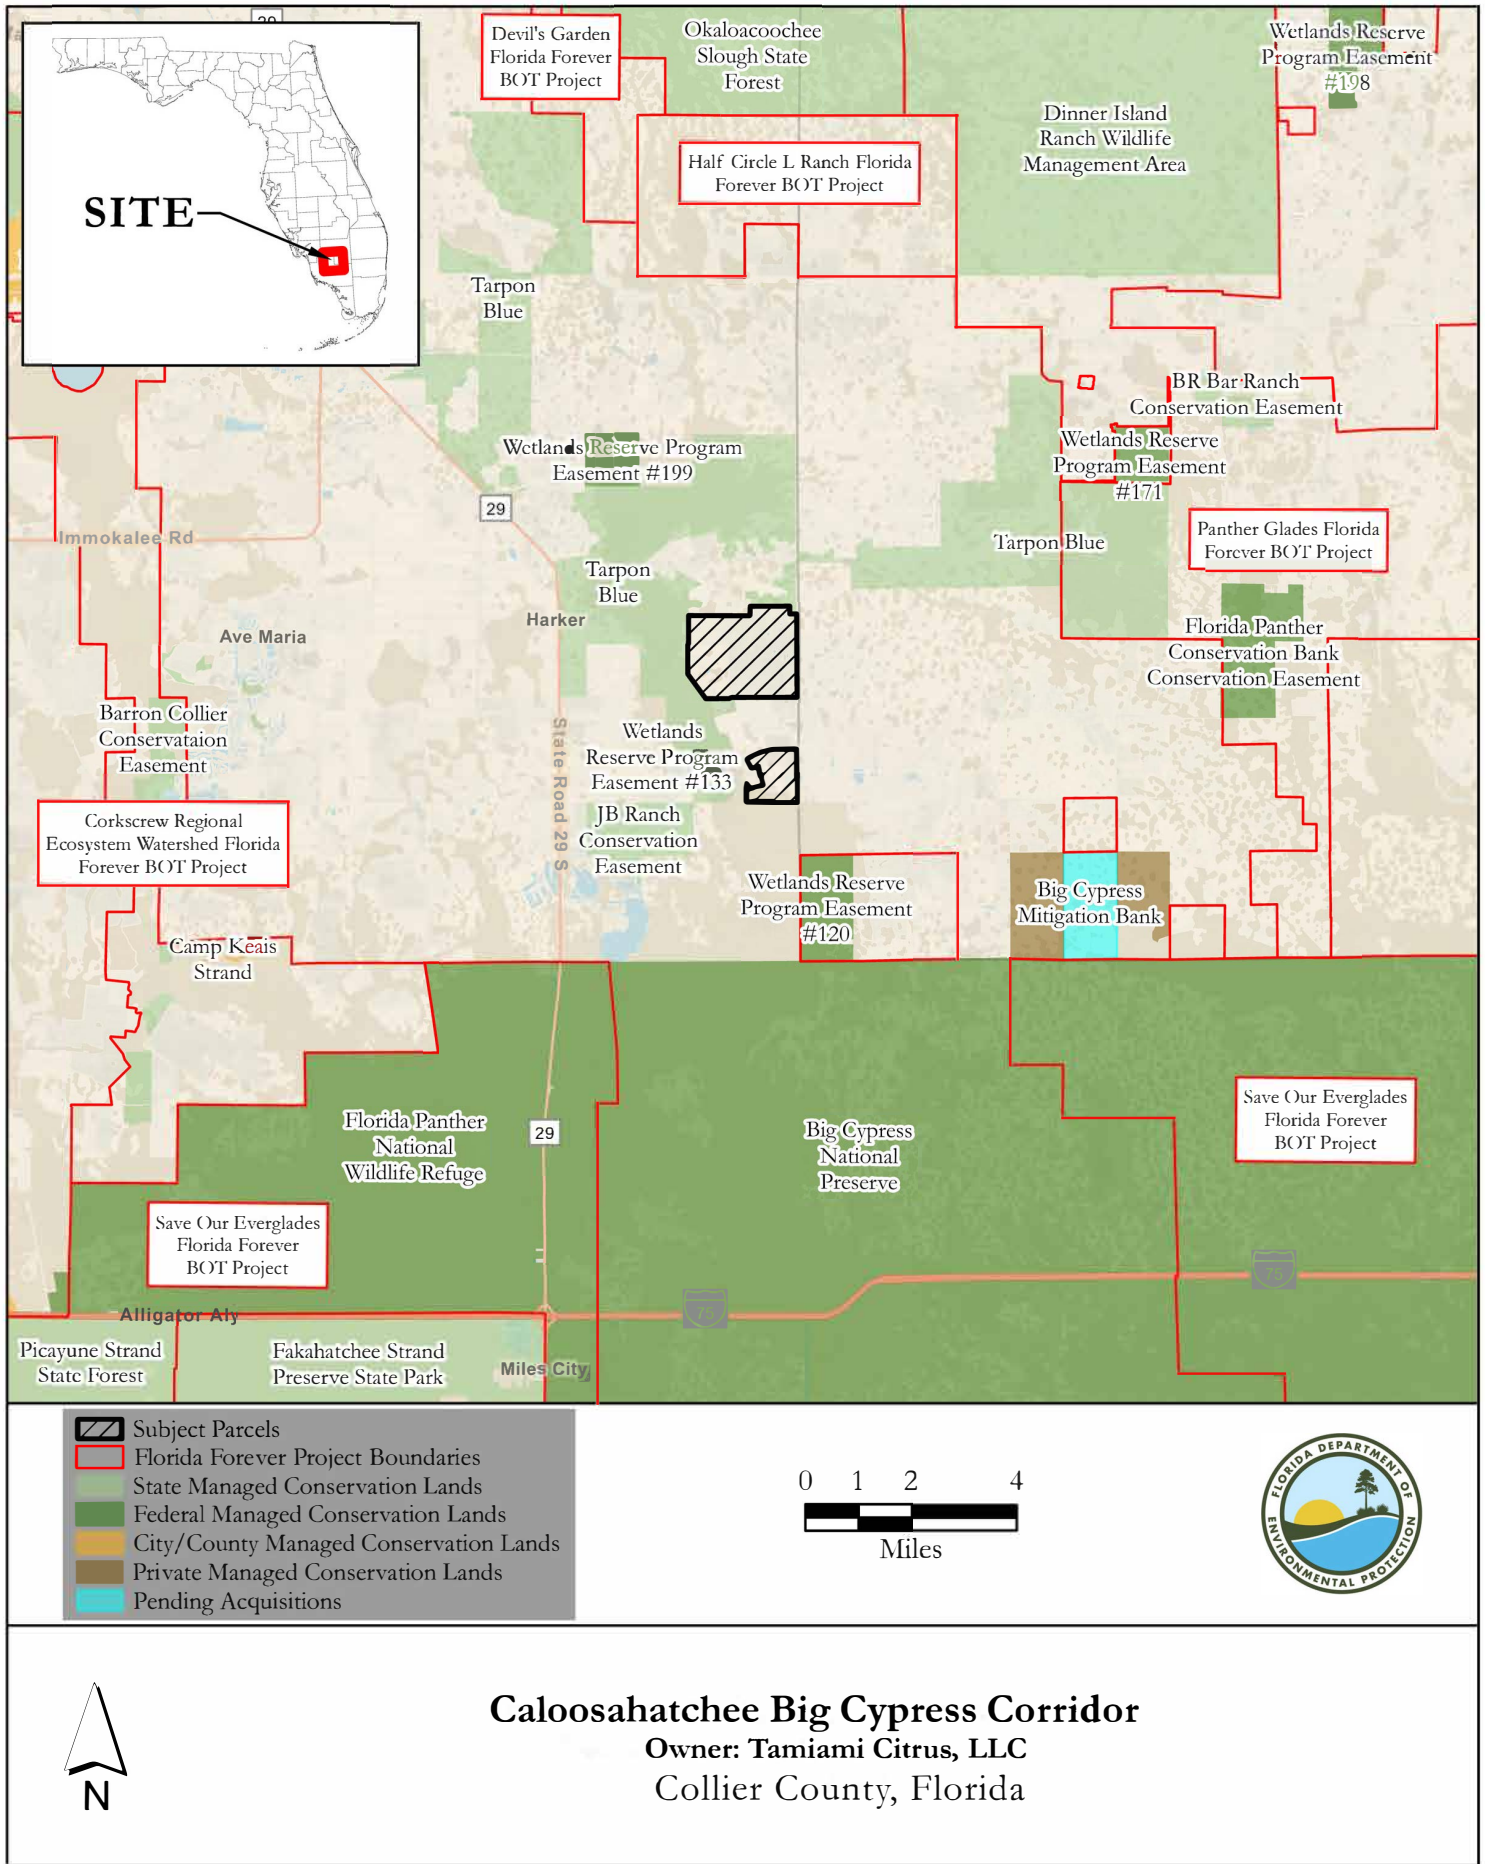 29
SITE
Devil's Garden
Florida Forever
BOT Project
Okaloacoochee
Slough State
Forest
Wetlands Reserve
Program Easement
#198
Dinner Island
Ranch Wildlife
Management Area
Half Circle L Ranch Florida
Forever BOT Project
Tarpon
Blue
BR Bar Ranch
Conservation Easement
Wetlands Reserve Program
Easement #199
Wetlands Reserve
Program Easement
#171
29
Immokalee Rd
Panther Glades Florida
Forever BOT Project
Tarpon Blue
Tarpon
Blue
Harker
Ave Maria
Florida Panther
Conservation Bank
Conservation Easement
Barron Collier
Conservataion
Easement
State Road 29 S
Wetlands
Reserve Program
Easement #133
JB Ranch
Conservation
Easement
Corkscrew Regional
Ecosystem Watershed Florida
Forever BOT Project
Wetlands Reserve
Program Easement
#120
Big Cypress
Mitigation Bank
Camp Keais
Strand
Florida Panther
National
Wildlife Refuge
29
Big Cypress
National
Preserve
Save Our Everglades
Florida Forever
BOT Project
Save Our Everglades
Florida Forever
BOT Project
75
75
Alligator Aly
Picayune Strand
State Forest
Fakahatchee Strand
Preserve State Park
Miles City
Subject Parcels
Florida Forever Project Boundaries
State Managed Conservation Lands
Federal Managed Conservation Lands
City/County Managed Conservation Lands
Private Managed Conservation Lands
Pending Acquisitions
0 1 2 4
Miles
FLORIDA DEPARTMENT OF
ENVIRONMENTAL PROTECTION
N
Caloosahatchee Big Cypress Corridor
Owner: Tamiami Citrus, LLC
Collier County, Florida